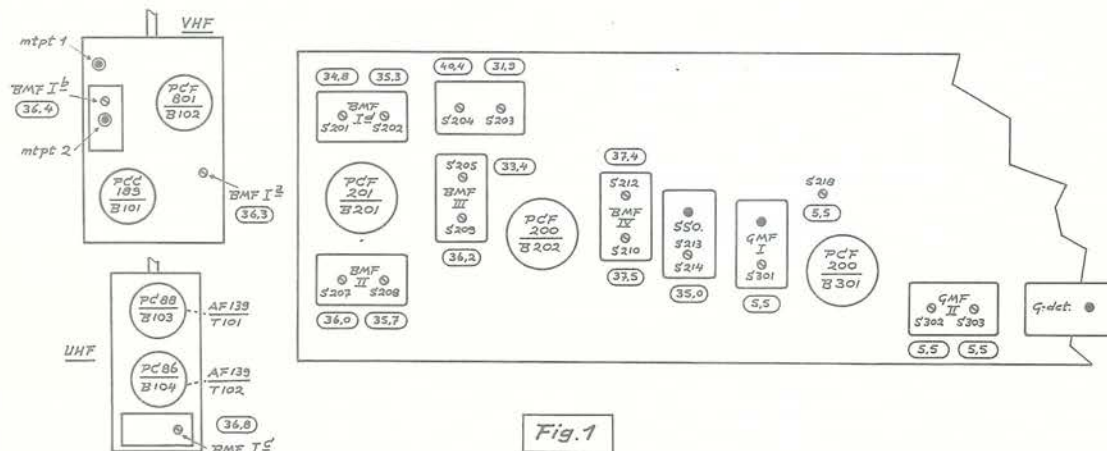 VHF
mtpt 1
BMF Ib
36.4
mtpt 2
PCF
801
B102
PCC
189
B101
BMF Ia
36,3
34,8 35,3
BMF
Id
S201 S202
40,4 31,9
S204 S203
PCF
201
B201
S205
BMF
III
S209
33,4
36,2
BMF
II
S207 S208
36,0 35,7
PCF
200
B202
37,4
S212
BMF
IV
S210
37,5
SSO.
S213
S214
35,0
GMF
I
S301
5,5
S218
5,5
PCF
200
B301
GMF
II
S302 S303
5,5 5,5
G-det.
UHF
PC88
B103
AF139
T101
PC86
B104
AF139
T102
36,8
BMF Ic
Fig.1